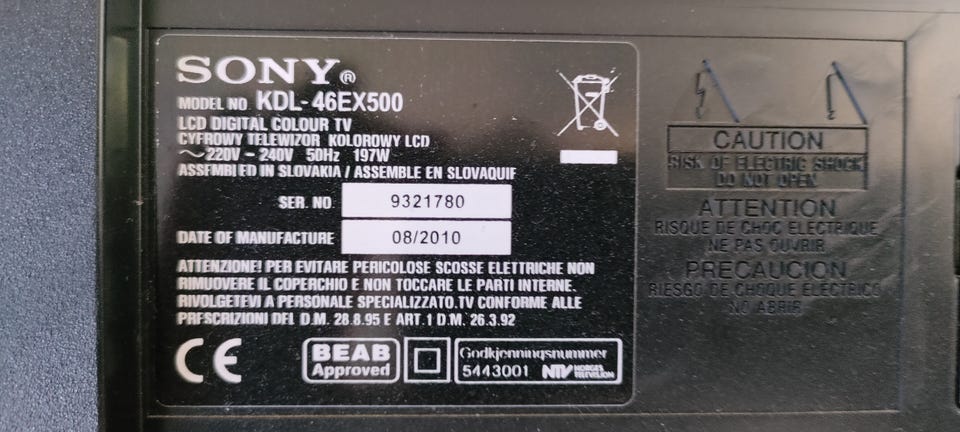 SONY®
MODEL NO. KDL-46EX500
LCD DIGITAL COLOUR TV
CYFROWY TELEWIZOR KOLOROWY LCD
~ 220V - 240V 50Hz 197W
ASSEMBLED IN SLOVAKIA / ASSEMBLE EN SLOVAQUIE
SER. NO 9321780
DATE OF MANUFACTURE 08/2010
ATTENZIONE! PER EVITARE PERICOLOSE SCOSSE ELETTRICHE NON
RIMUOVERE IL COPERCHIO E NON TOCCARE LE PARTI INTERNE.
RIVOLGETEVI A PERSONALE SPECIALIZZATO.TV CONFORME ALLE
PRESCRIZIONI DEL D.M. 28.8.95 E ART.1 D.M. 26.3.92
CE
BEAB
Approved
Godkjenningsnummer
5443001 NTV NORGES
TELEVISION
CAUTION
RISK OF ELECTRIC SHOCK
DO NOT OPEN
ATTENTION
RISQUE DE CHOC ELECTRIQUE
NE PAS OUVRIR
PRECAUCION
RIESGO DE CHOQUE ELECTRICO
NO ABRIR